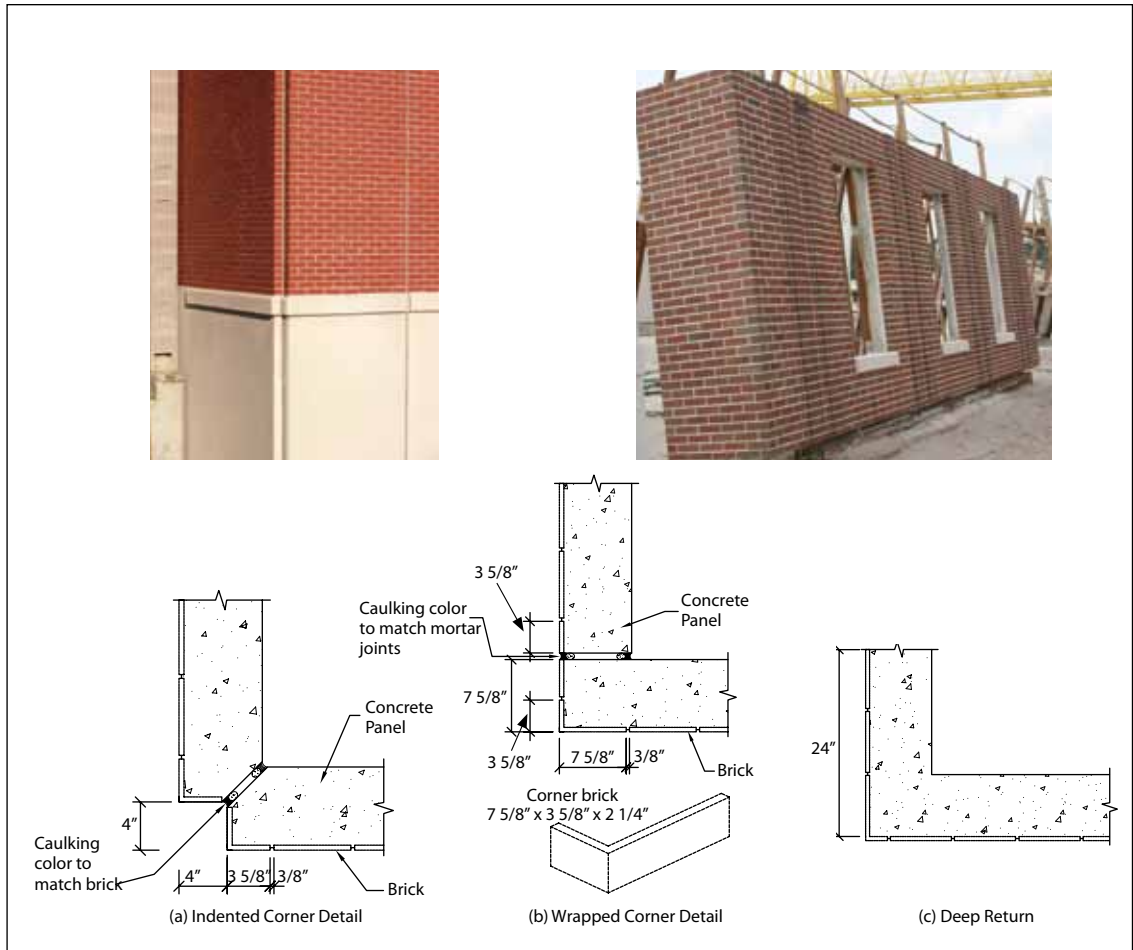 3 5/8”
Caulking color
to match mortar
joints
Concrete
Panel
7 5/8”
3 5/8”
7 5/8”
3/8”
Brick
Corner brick
7 5/8” x 3 5/8” x 2 1/4”
Concrete
Panel
4”
Caulking
color to
match brick
4”
3 5/8”
3/8”
Brick
24”
(a) Indented Corner Detail
(b) Wrapped Corner Detail
(c) Deep Return